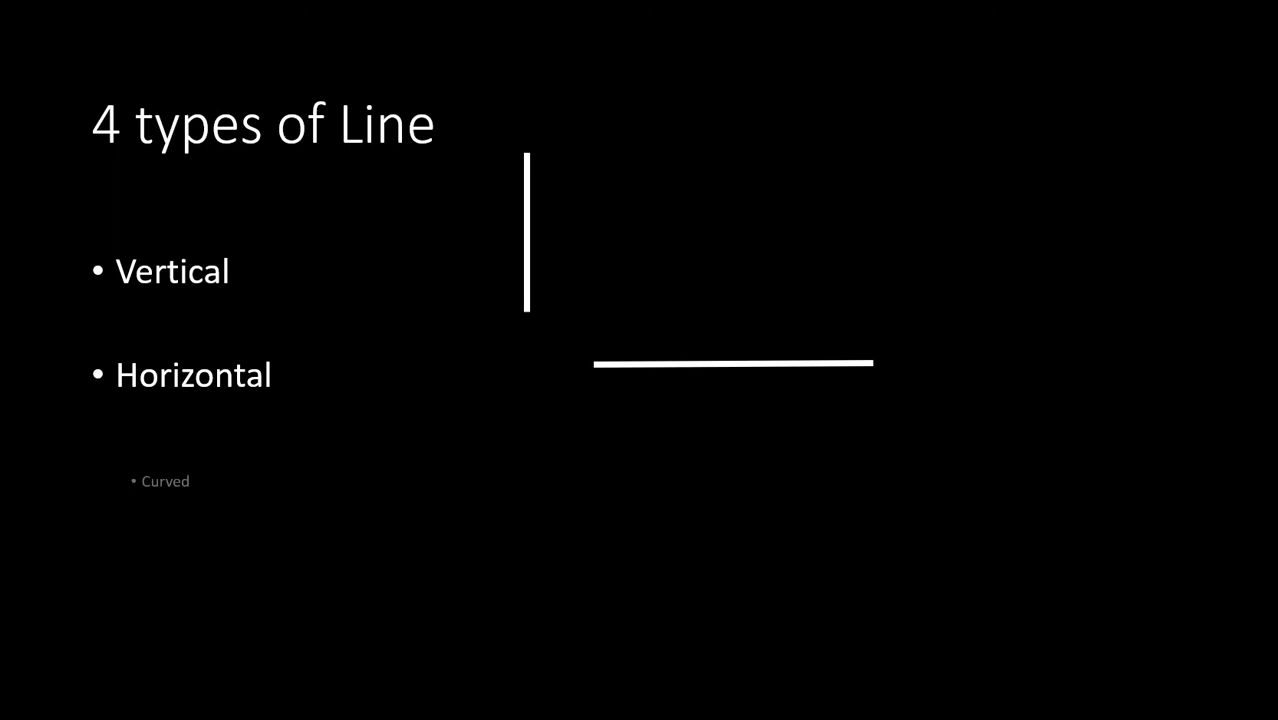 4 types of Line
• Vertical
• Horizontal
• Curved